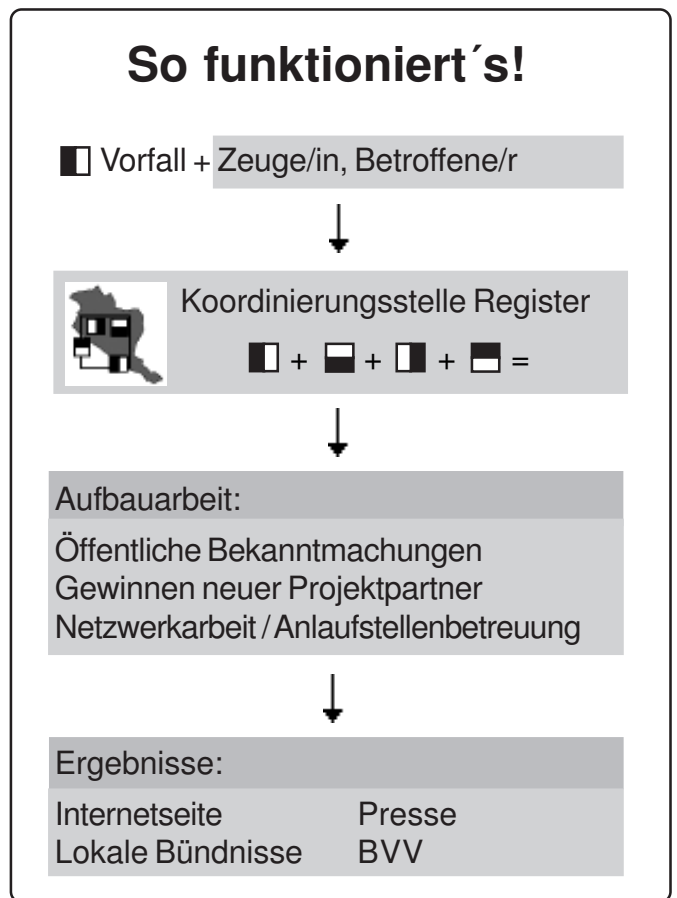 So funktioniert´s!
Vorfall + Zeuge/in, Betroffene/r
Koordinierungsstelle Register
+ + + =
Aufbauarbeit:
Öffentliche Bekanntmachungen
Gewinnen neuer Projektpartner
Netzwerkarbeit / Anlaufstellenbetreuung
Ergebnisse:
Internetseite Presse
Lokale Bündnisse BVV